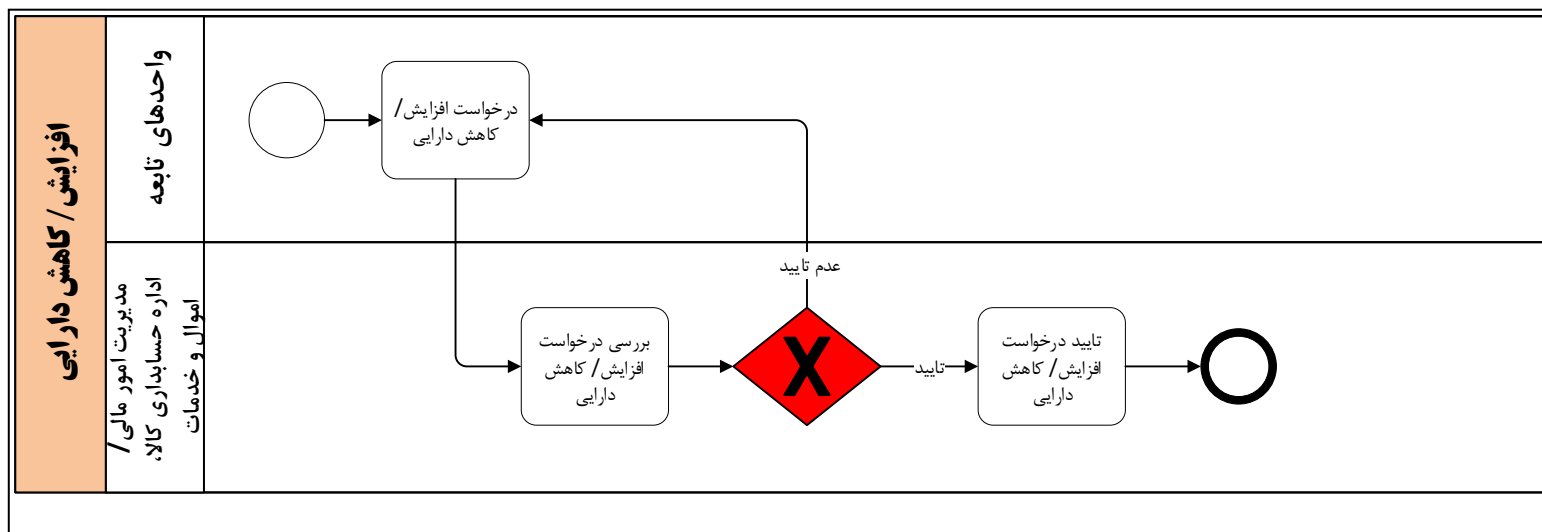 افزایش / کاهش دارایی
واحدهای تابعه
درخواست افزایش/
کاهش دارایی
مدیریت امور مالی/
اداره حسابداری کالا،
اموال و خدمات
بررسی درخواست
افزایش/ کاهش
دارایی
X
عدم تایید
تایید
تایید درخواست
افزایش/ کاهش
دارایی